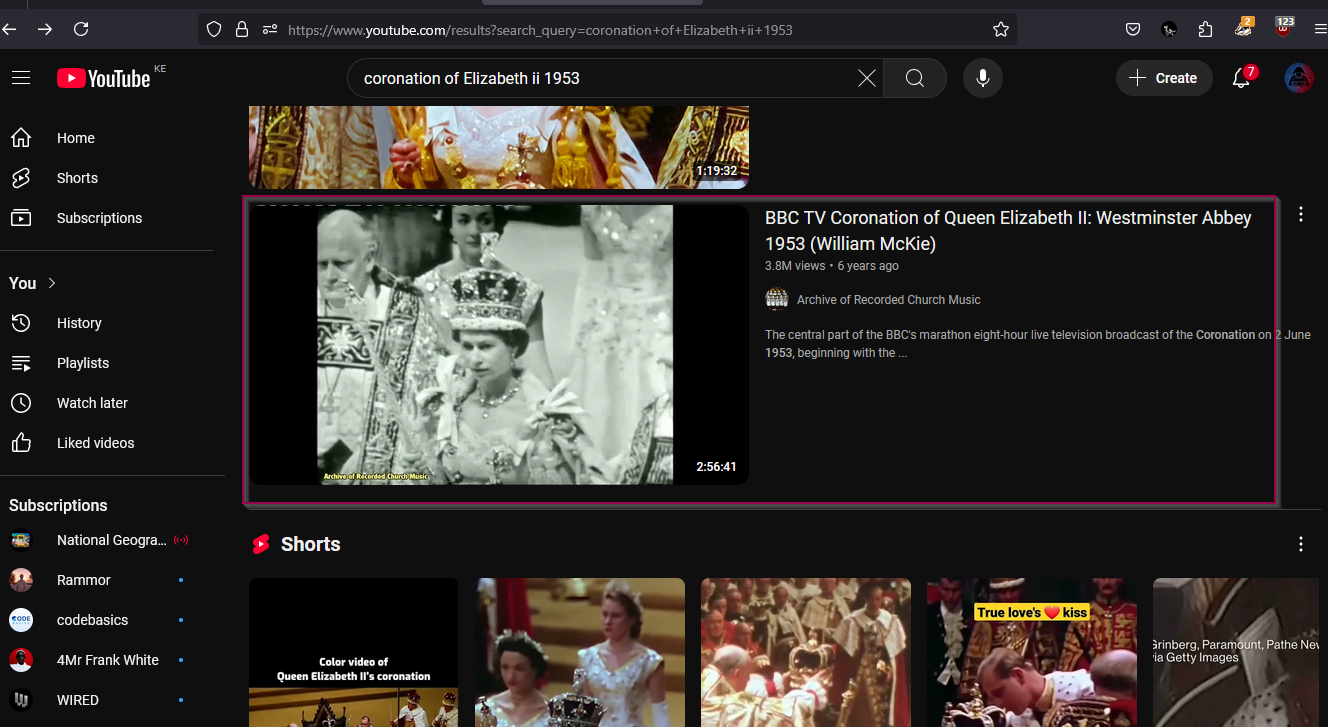 https://www.youtube.com/results?search_query=coronation+of+Elizabeth+ii+1953
2
123
YouTube KE
coronation of Elizabeth ii 1953
Create
7
Home
Shorts
Subscriptions
You
History
Playlists
Watch later
Liked videos
Subscriptions
National Geogra...
Rammor
codebasics
4Mr Frank White
WIRED
1:19:32
BBC TV Coronation of Queen Elizabeth II: Westminster Abbey
1953 (William McKie)
3.8M views • 6 years ago
Archive of Recorded Church Music
The central part of the BBC's marathon eight-hour live television broadcast of the Coronation on 2 June
1953, beginning with the ...
Archive of Recorded Church Music
2:56:41
Shorts
Color video of
Queen Elizabeth II's coronation
True love's ❤️ kiss
Grinberg, Paramount, Pathe Nev
via Getty Images